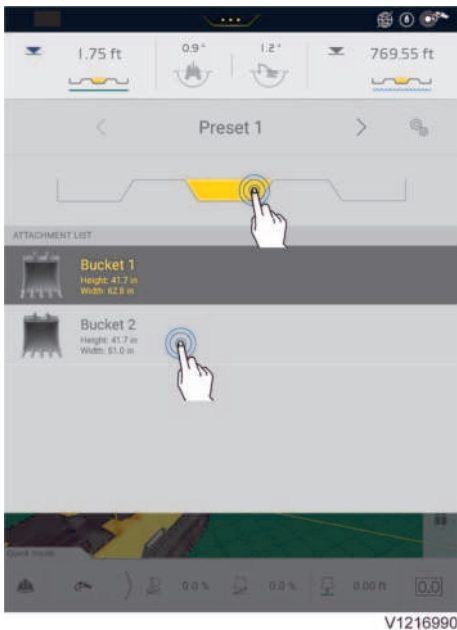 1.75 ft
0.9°
1.2°
769.55 ft
Preset 1
ATTACHMENT LIST
Bucket 1
Height: 41.7 in
Width: 62.8 in
Bucket 2
Height: 41.7 in
Width: 51.0 in
Quick mode
0.0 %
0.0 %
0.00 ft
0.0
V1216990